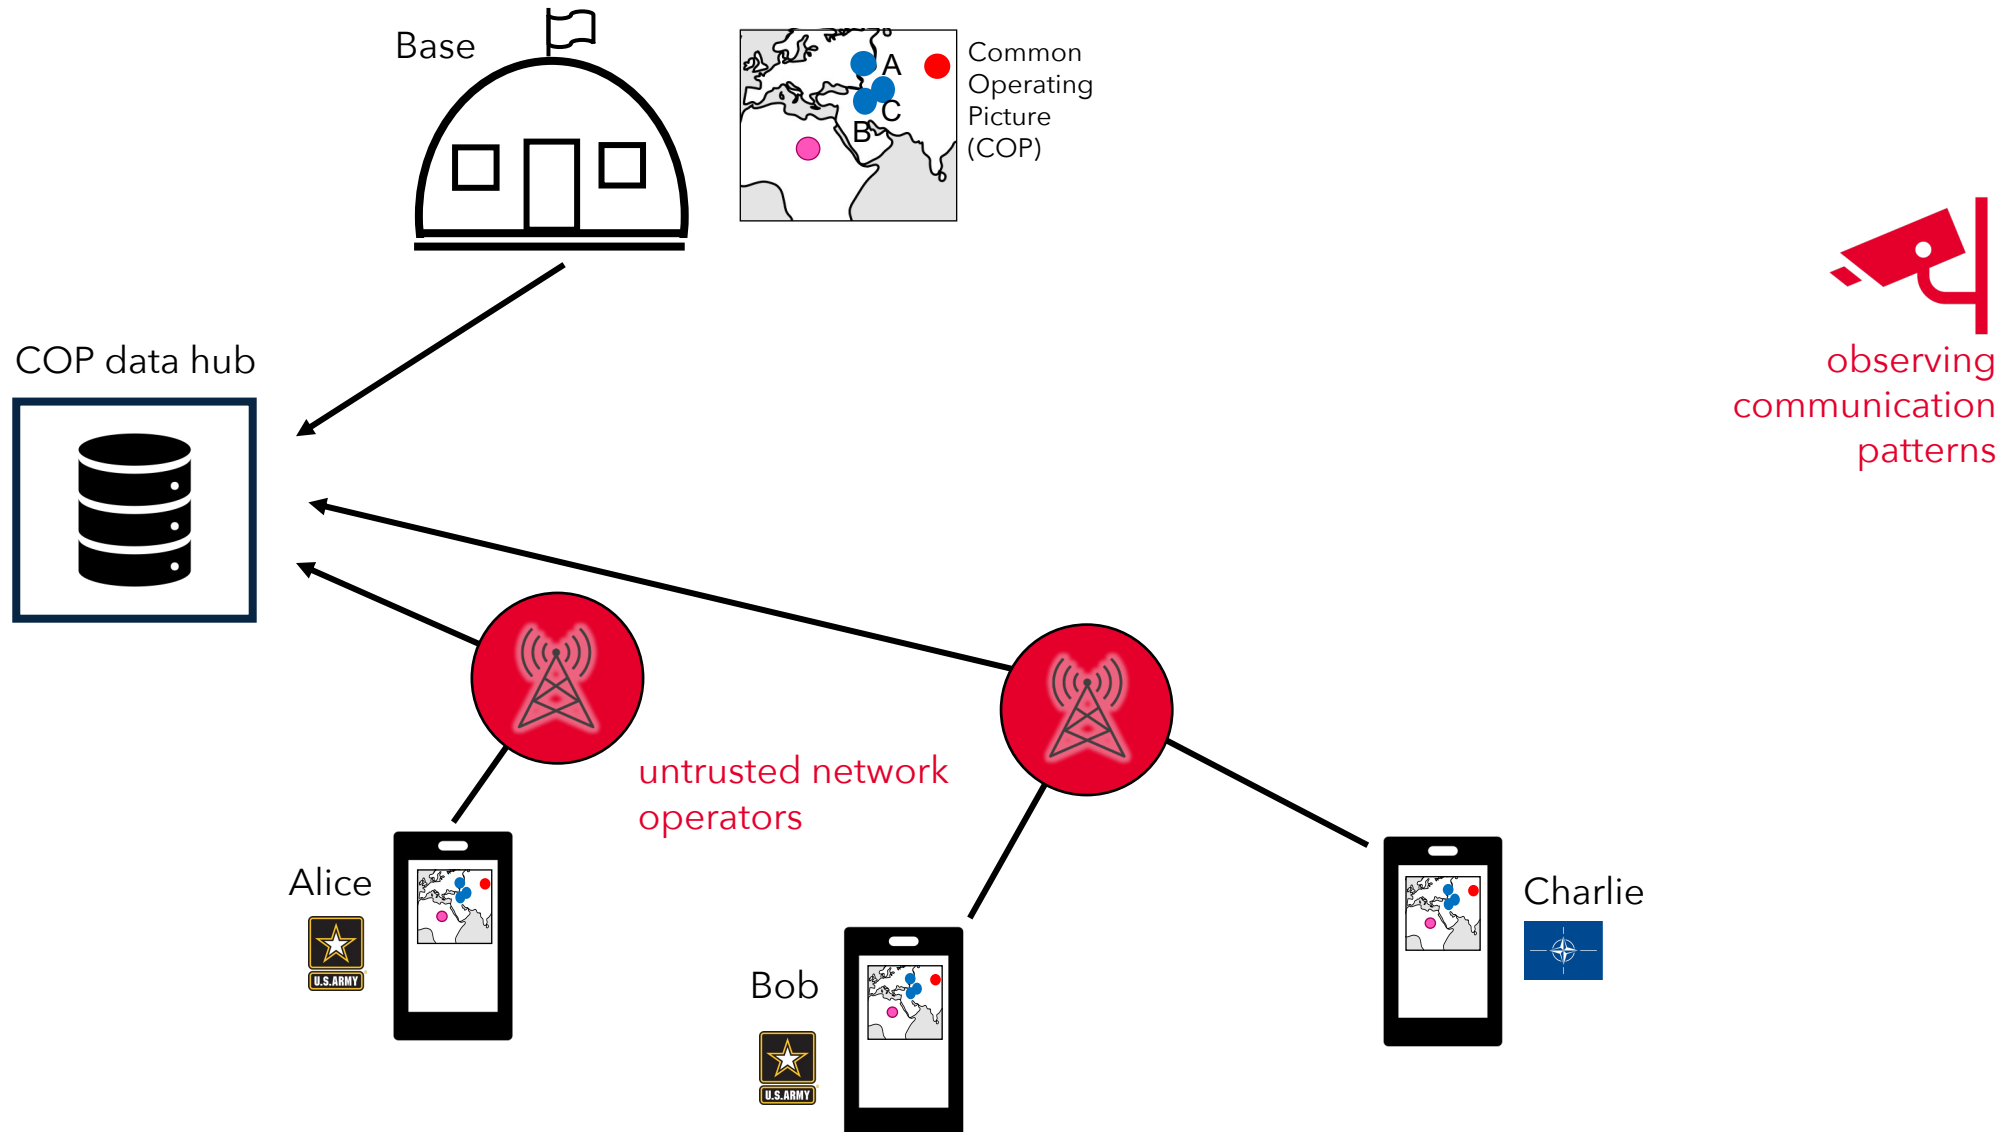 Base
Common
Operating
Picture
(COP)
A
C
B
COP data hub
observing
communication
patterns
untrusted network
operators
Alice
U.S.ARMY
Bob
U.S.ARMY
Charlie